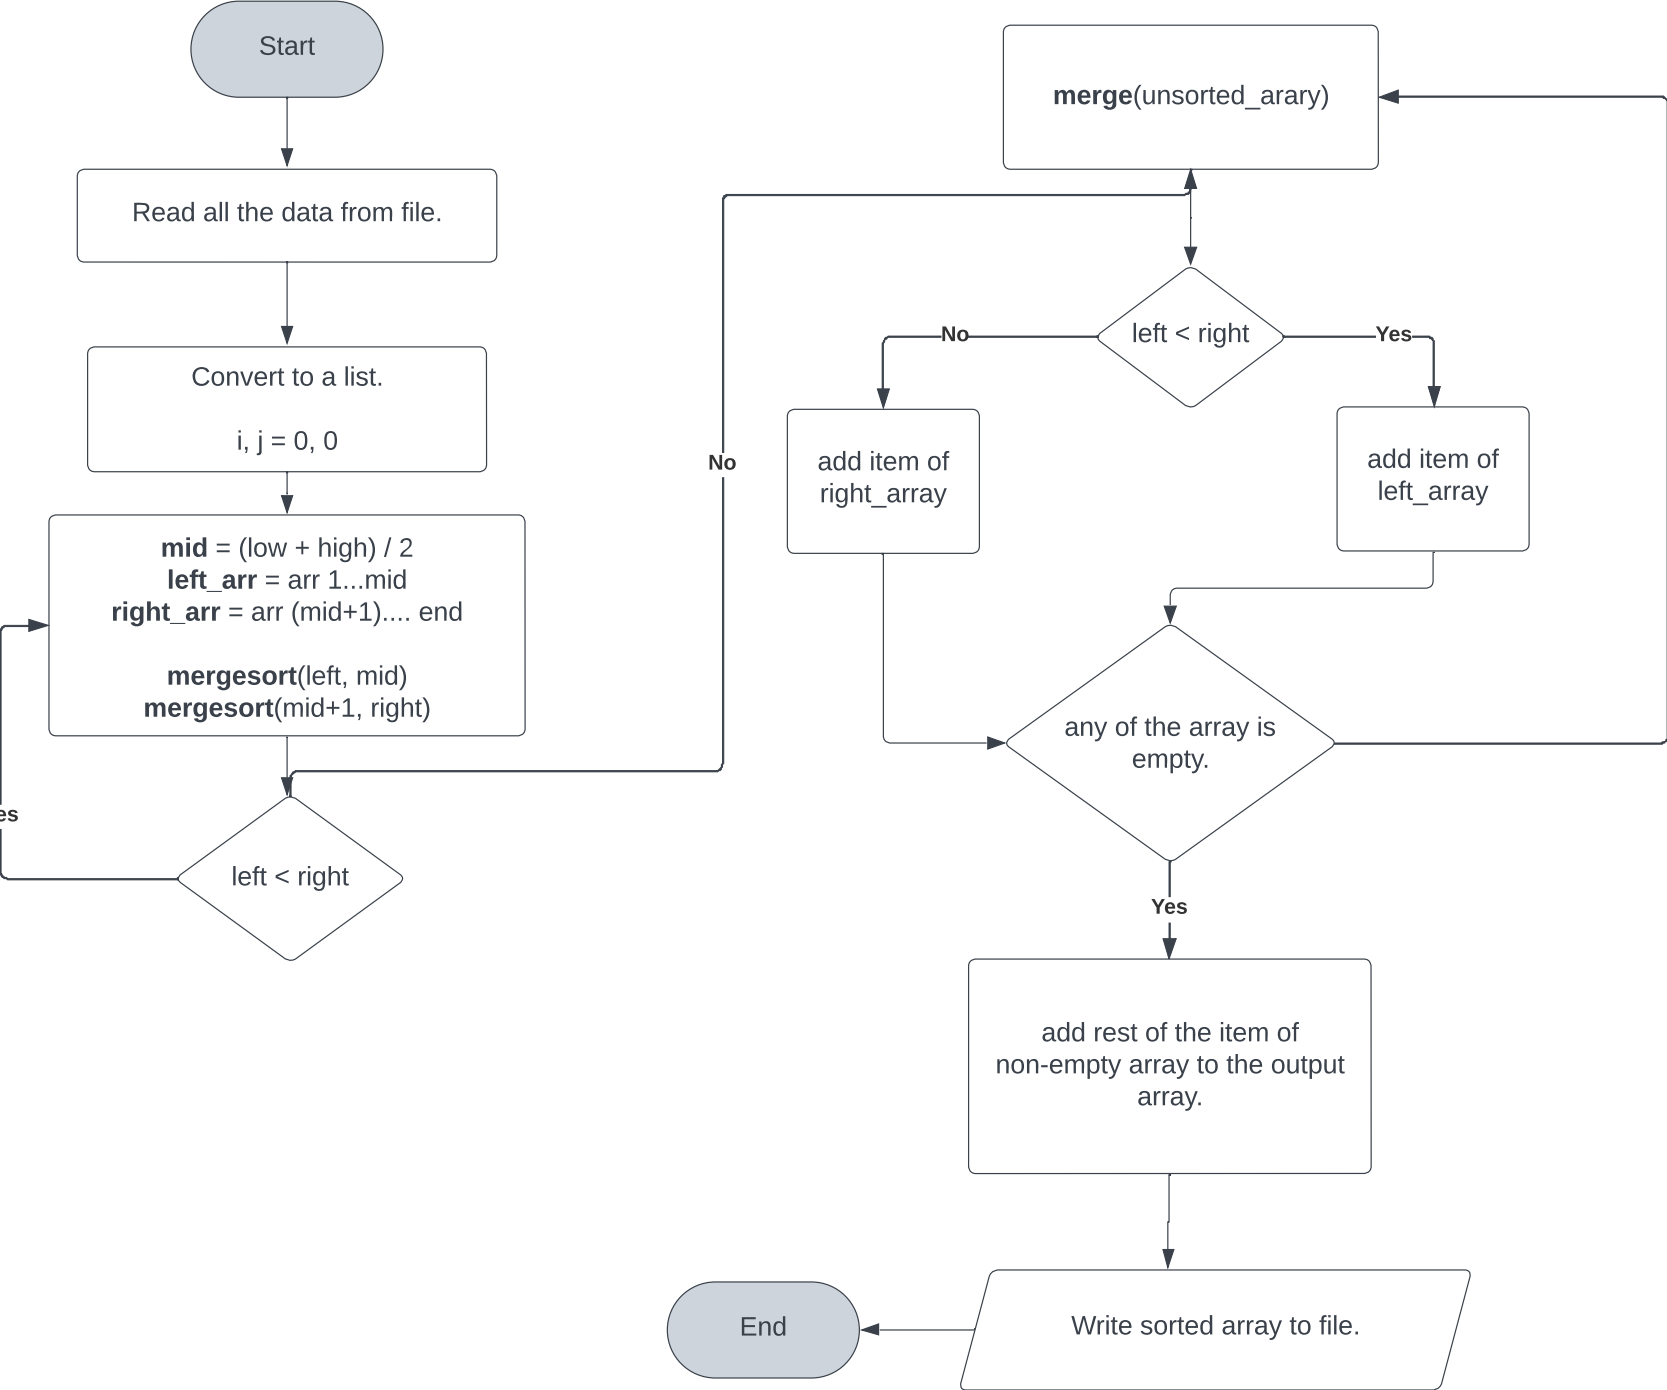 Start
Read all the data from file.
Convert to a list.
i, j = 0, 0
mid = (low + high) / 2
left_arr = arr 1...mid
right_arr = arr (mid+1).... end
mergesort(left, mid)
mergesort(mid+1, right)
es
left < right
No
merge(unsorted_arary)
left < right
No
Yes
add item of
right_array
add item of
left_array
any of the array is
empty.
Yes
add rest of the item of
non-empty array to the output
array.
Write sorted array to file.
End